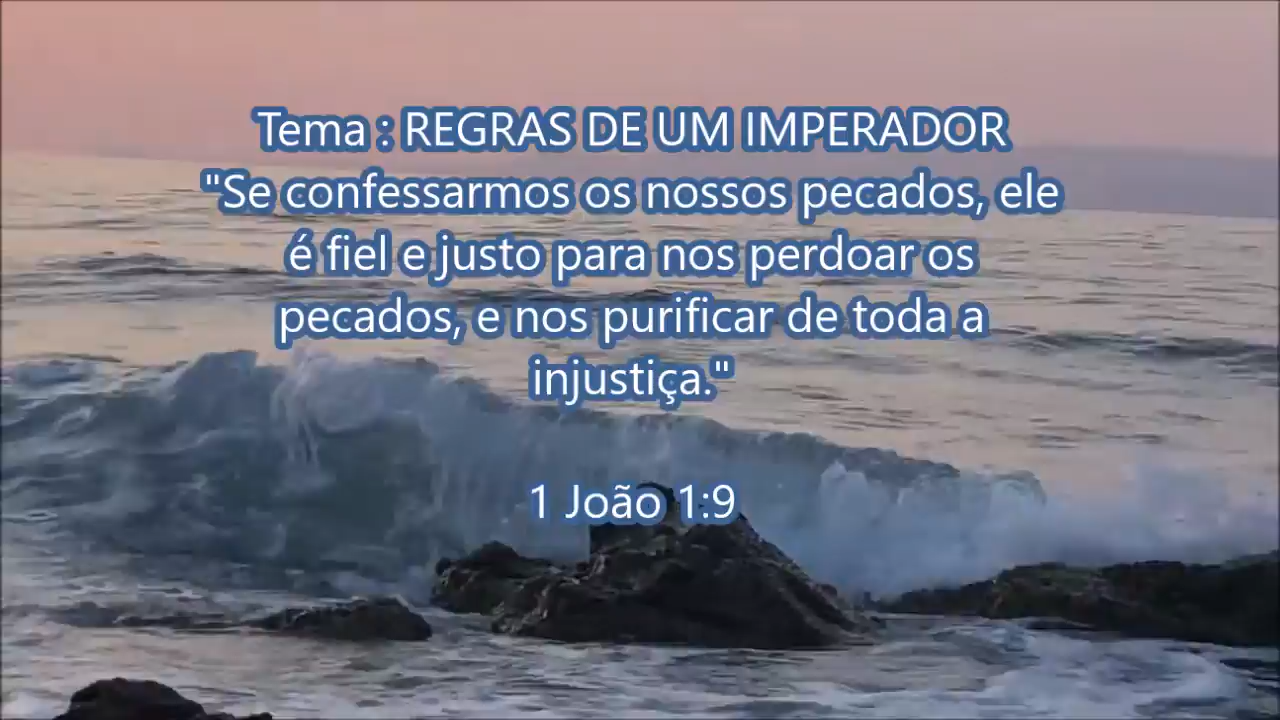 Tema : REGRAS DE UM IMPERADOR
"Se confessarmos os nossos pecados, ele
é fiel e justo para nos perdoar os
pecados, e nos purificar de toda a
injustiça."
1 João 1:9